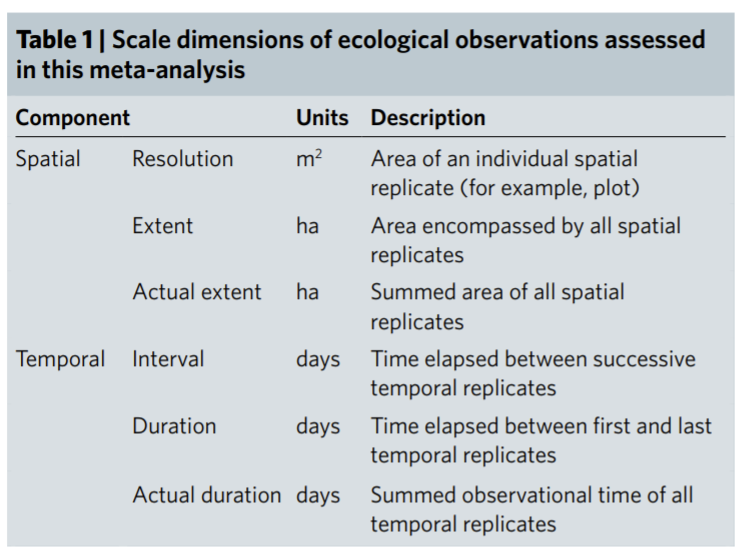 Table 1 | Scale dimensions of ecological observations assessed
in this meta-analysis
Component Units Description
Spatial Resolution m² Area of an individual spatial
replicate (for example, plot)
Extent ha Area encompassed by all spatial
replicates
Actual extent ha Summed area of all spatial
replicates
Temporal Interval days Time elapsed between successive
temporal replicates
Duration days Time elapsed between first and last
temporal replicates
Actual duration days Summed observational time of all
temporal replicates